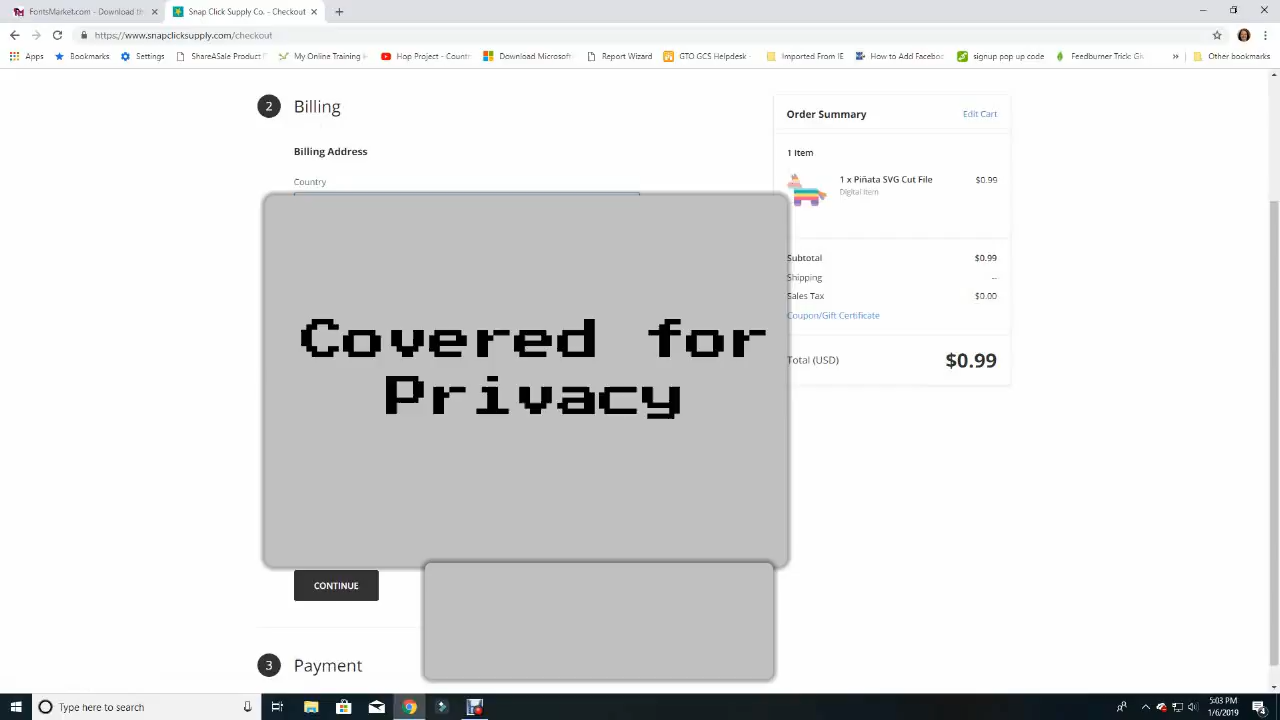 FontsMarket.com - Download th
Snap Click Supply Co. - Checkout
https://www.snapclicksupply.com/checkout
Apps
Bookmarks
Settings
ShareASale Product D
My Online Training H
Hop Project - Countr
Download Microsoft
Report Wizard
GTO GCS Helpdesk -
Imported From IE
How to Add Faceboo
signup pop up code
Feedburner Trick: Gi
»
Other bookmarks
2 Billing
Billing Address
Country
Covered for
Privacy
CONTINUE
3 Payment
Order Summary Edit Cart
1 Item
1 x Piñata SVG Cut File $0.99
Digital Item
Subtotal $0.99
Shipping --
Sales Tax $0.00
Coupon/Gift Certificate
Total (USD) $0.99
Type here to search
5:03 PM
1/6/2019